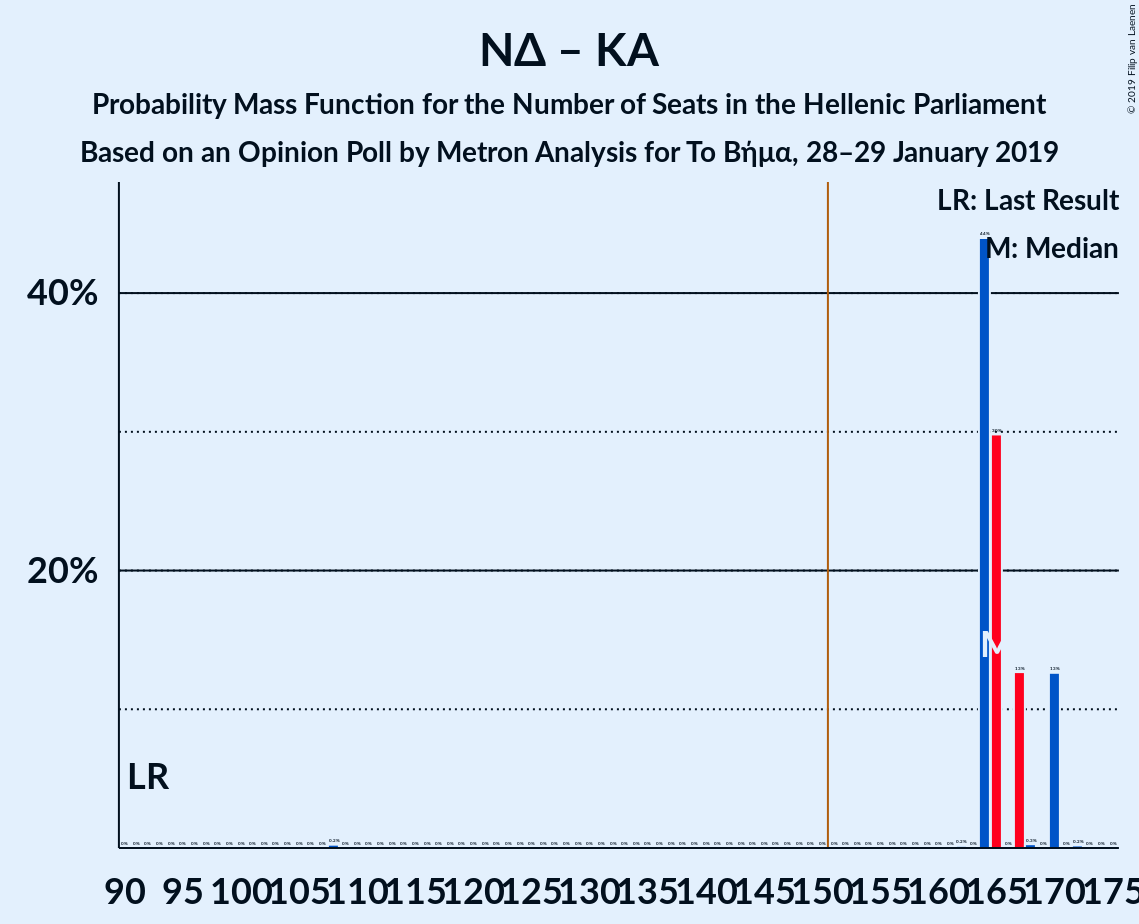 © 2019 Filip van Laenen
ΝΔ – ΚΑ
Probability Mass Function for the Number of Seats in the Hellenic Parliament
Based on an Opinion Poll by Metron Analysis for Το Βήμα, 28–29 January 2019
LR: Last Result
M: Median
40%
20%
LR
M
44%
30%
13%
13%
90 95 100 105 110 115 120 125 130 135 140 145 150 155 160 165 170 175